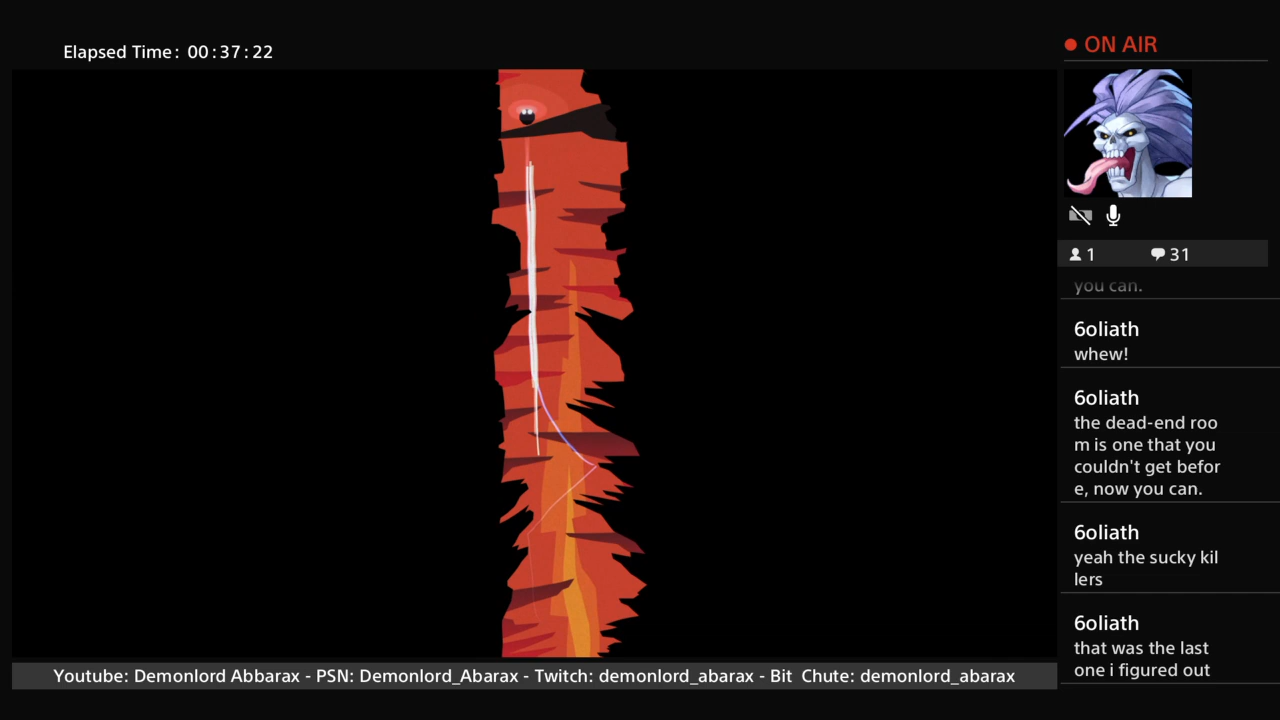 Elapsed Time: 00:37:22
ON AIR
1
31
you can.
6oliath
whew!
6oliath
the dead-end roo
m is one that you
couldn't get befor
e, now you can.
6oliath
yeah the sucky kil
lers
6oliath
that was the last
one i figured out
Youtube: Demonlord Abbarax - PSN: Demonlord_Abarax - Twitch: demonlord_abarax - Bit Chute: demonlord_abarax